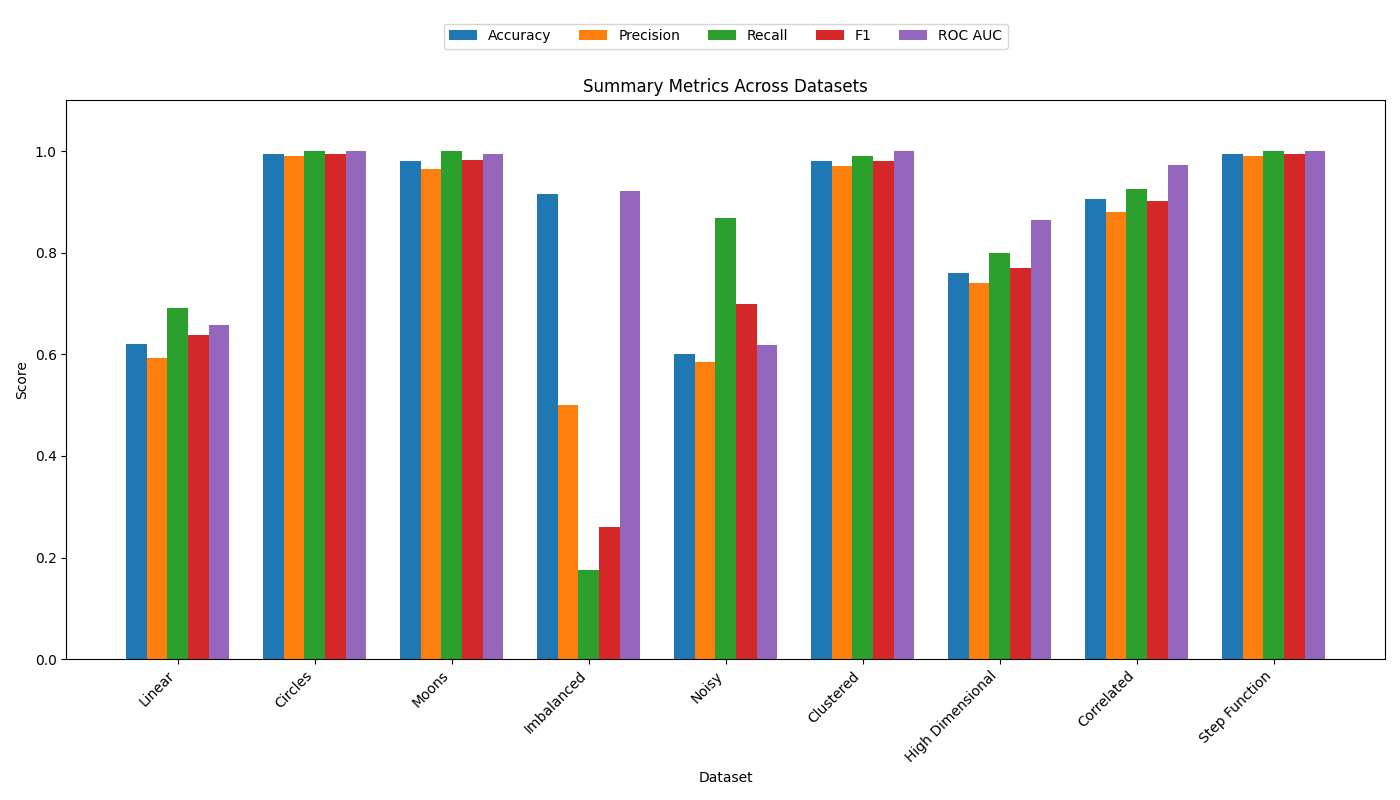 Accuracy Precision Recall F1 ROC AUC
Summary Metrics Across Datasets
1.0
0.8
0.6
0.4
0.2
0.0
Score
Linear
Circles
Moons
Imbalanced
Noisy
Clustered
High Dimensional
Correlated
Step Function
Dataset